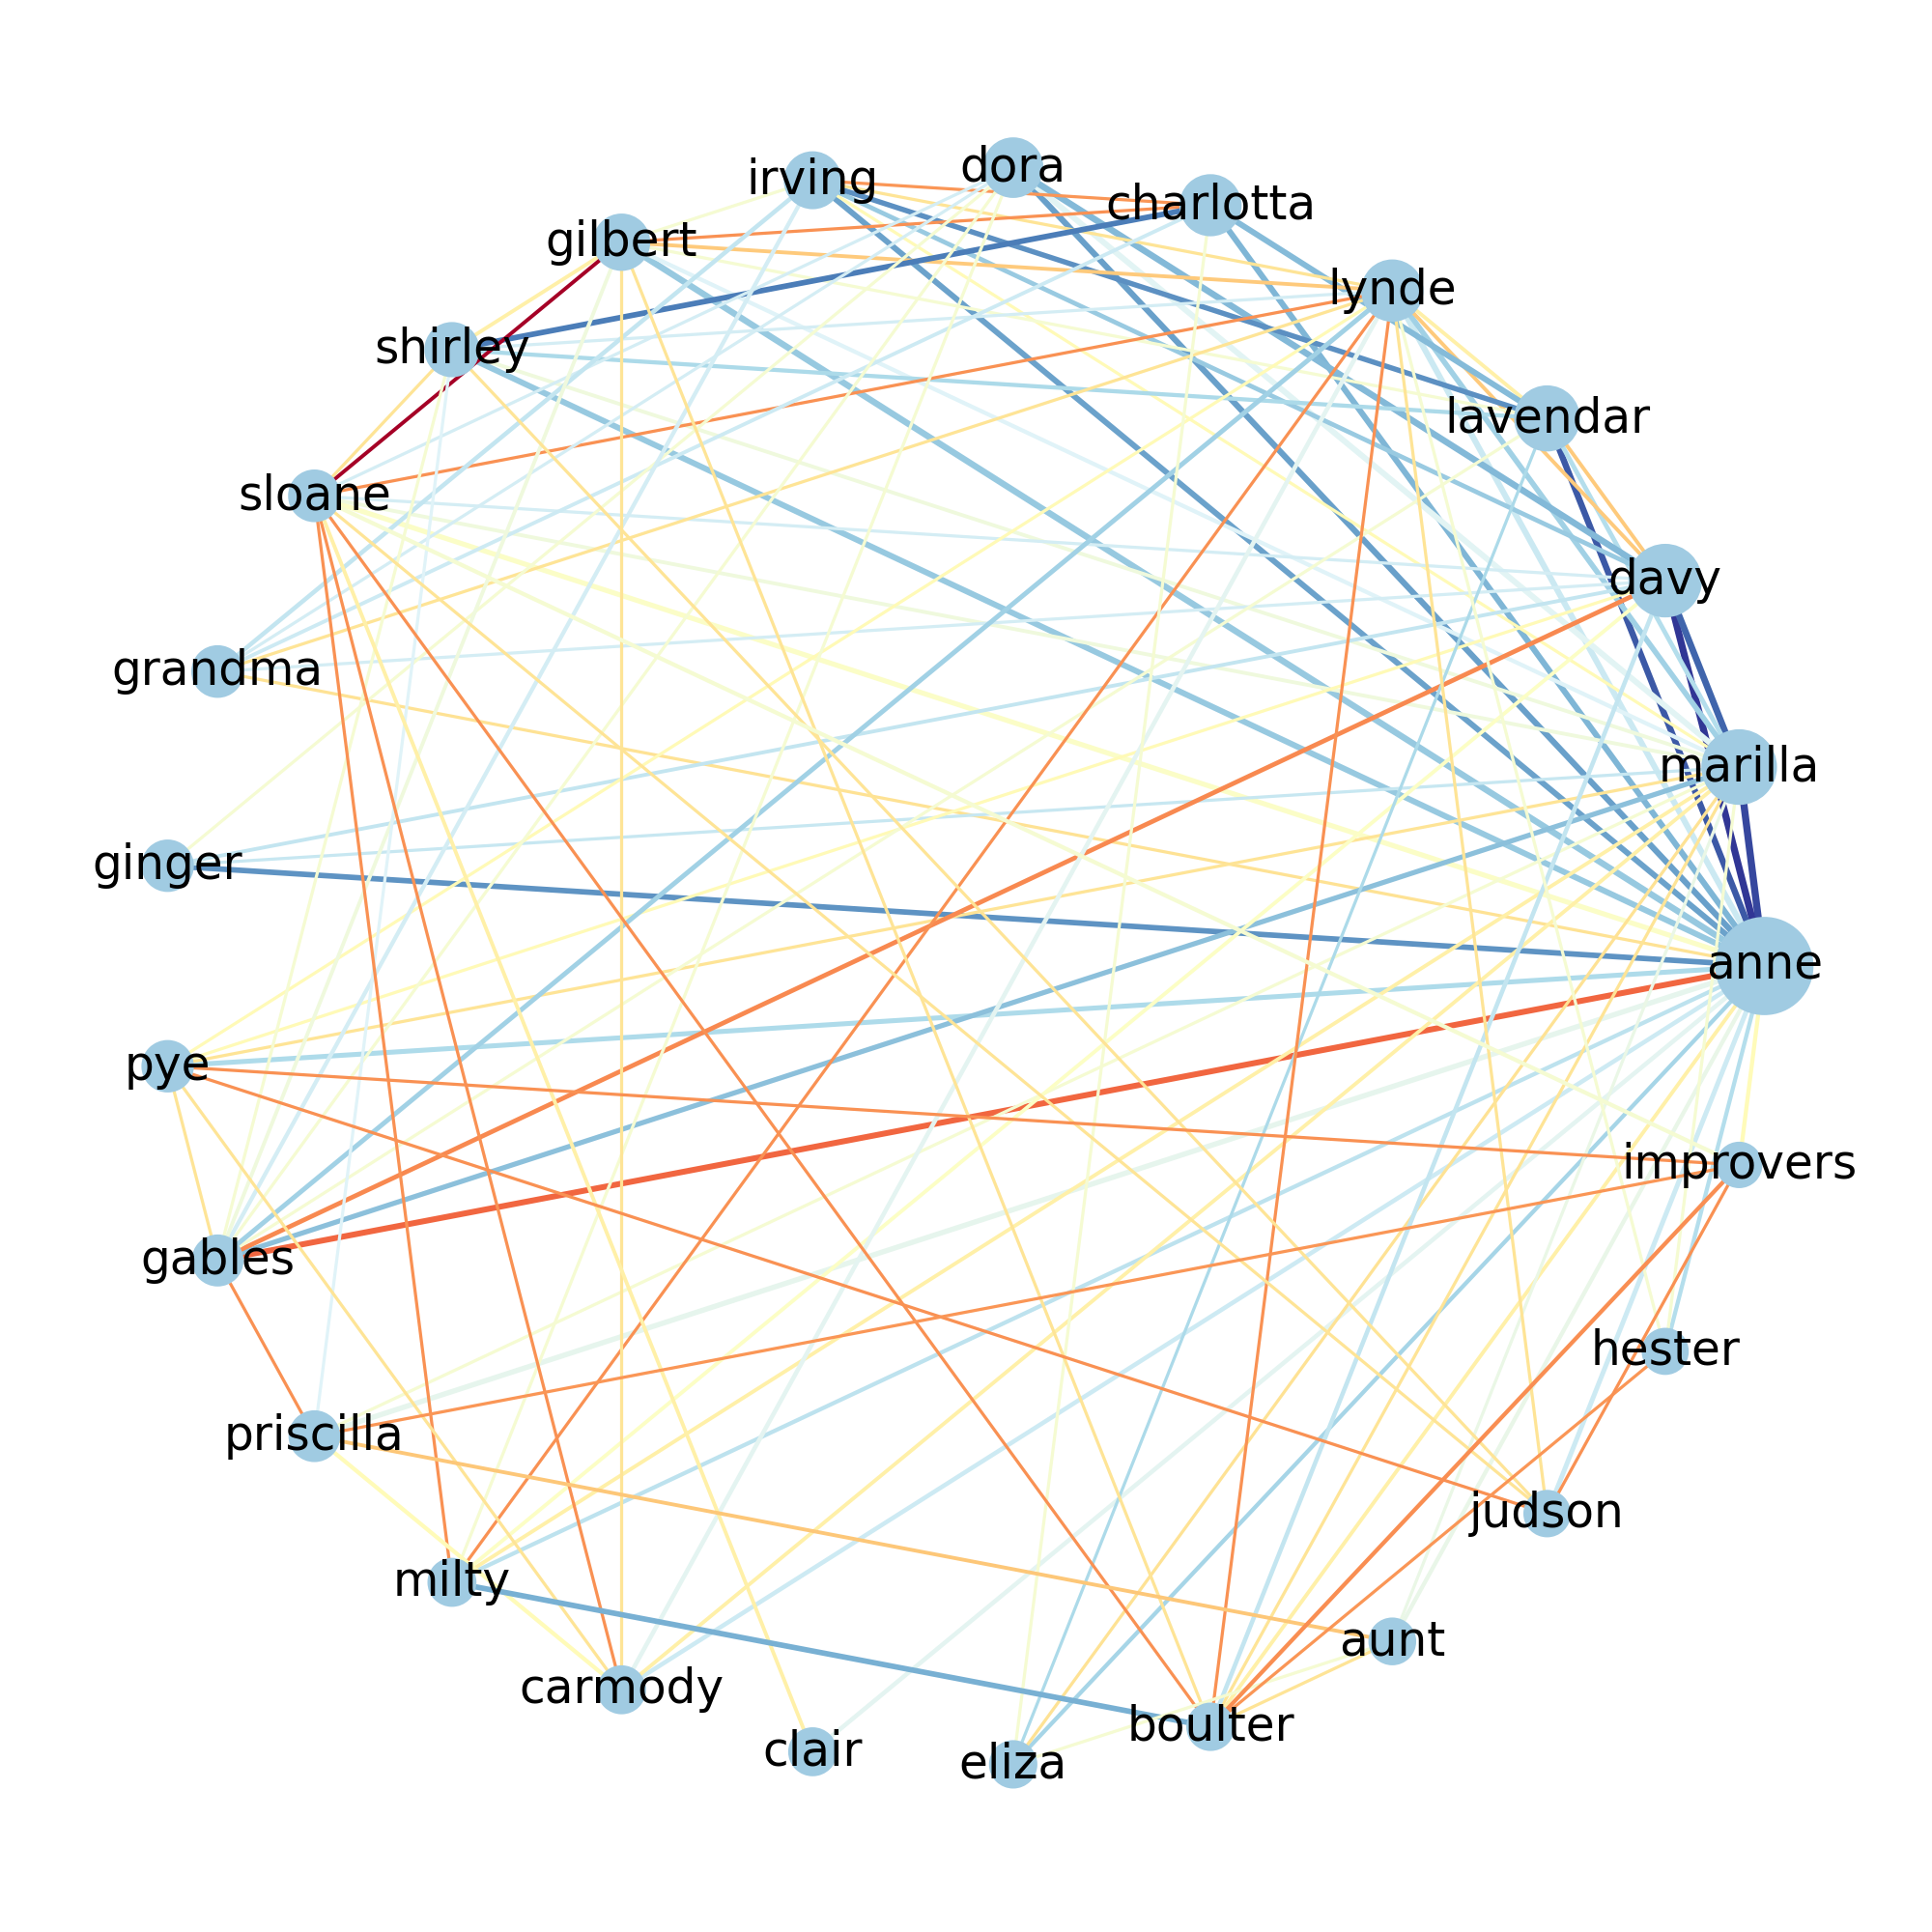 dora
irving
charlotta
gilbert
lynde
shirley
lavendar
sloane
davy
grandma
marilla
ginger
anne
pye
improvers
gables
hester
priscilla
judson
milty
aunt
carmody
boulter
clair
eliza